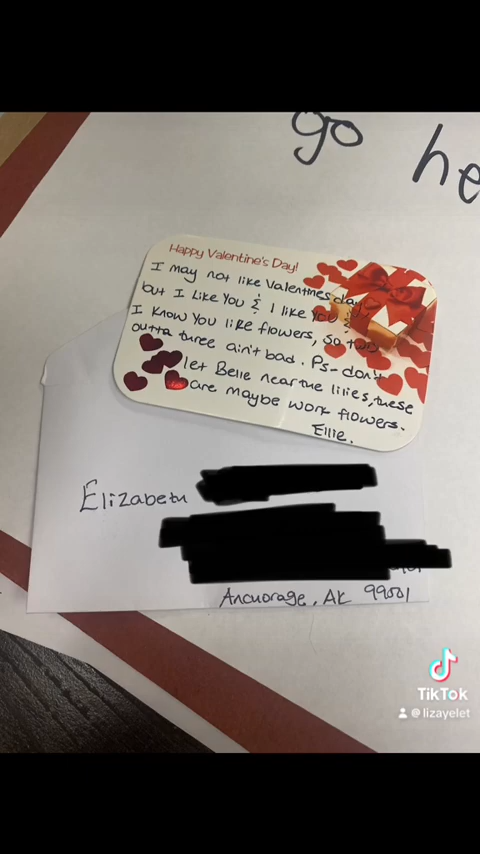 go he
Happy Valentine's Day!
I may not like Valentines day,
but I Like You & I like You &
I know You like flowers, so two
outta three ain't bad. Ps-don't
let Belle near the lilies, these
are maybe work flowers.
Ellie.
Elizabeth
Anchorage, AK 99501
TikTok
@lizayelet